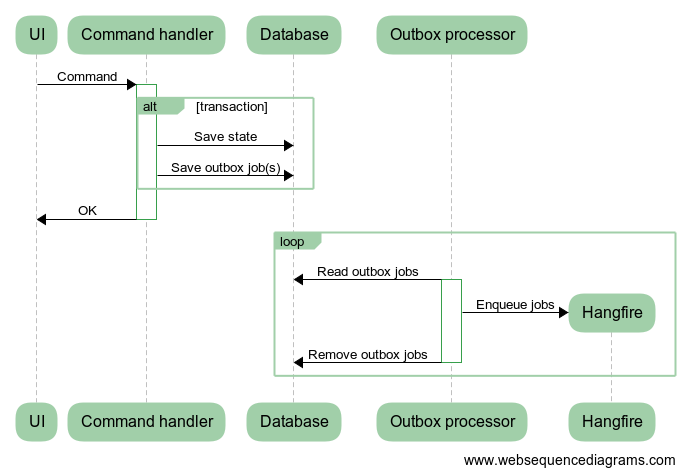 UI
Command handler
Database
Outbox processor
Command
alt
[transaction]
Save state
Save outbox job(s)
OK
loop
Read outbox jobs
Enqueue jobs
Hangfire
Remove outbox jobs
UI
Command handler
Database
Outbox processor
Hangfire
www.websequencediagrams.com